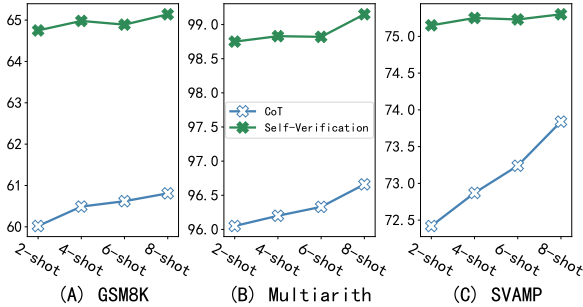 65
64
63
62
61
60
2-shot
4-shot
6-shot
8-shot
(A) GSM8K
99.0
98.5
98.0
97.5
97.0
96.5
96.0
CoT
Self-Verification
2-shot
4-shot
6-shot
8-shot
(B) Multiarith
75.0
74.5
74.0
73.5
73.0
72.5
2-shot
4-shot
6-shot
8-shot
(C) SVAMP